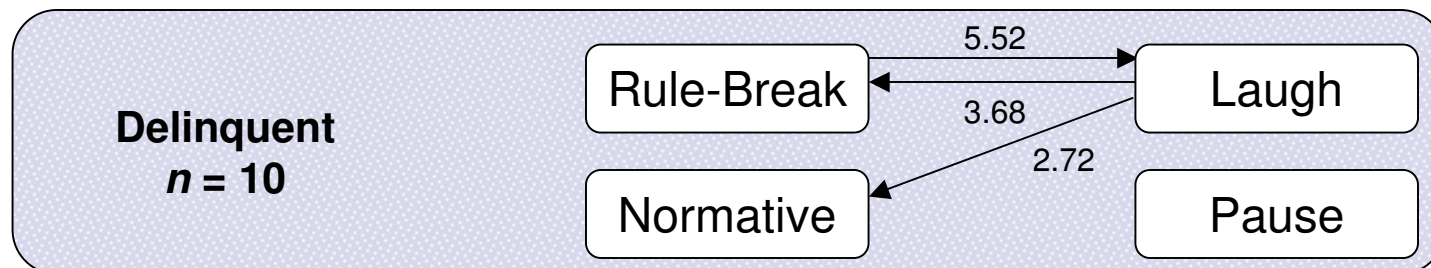 Delinquent
n = 10
Rule-Break
5.52
Laugh
3.68
2.72
Normative
Pause